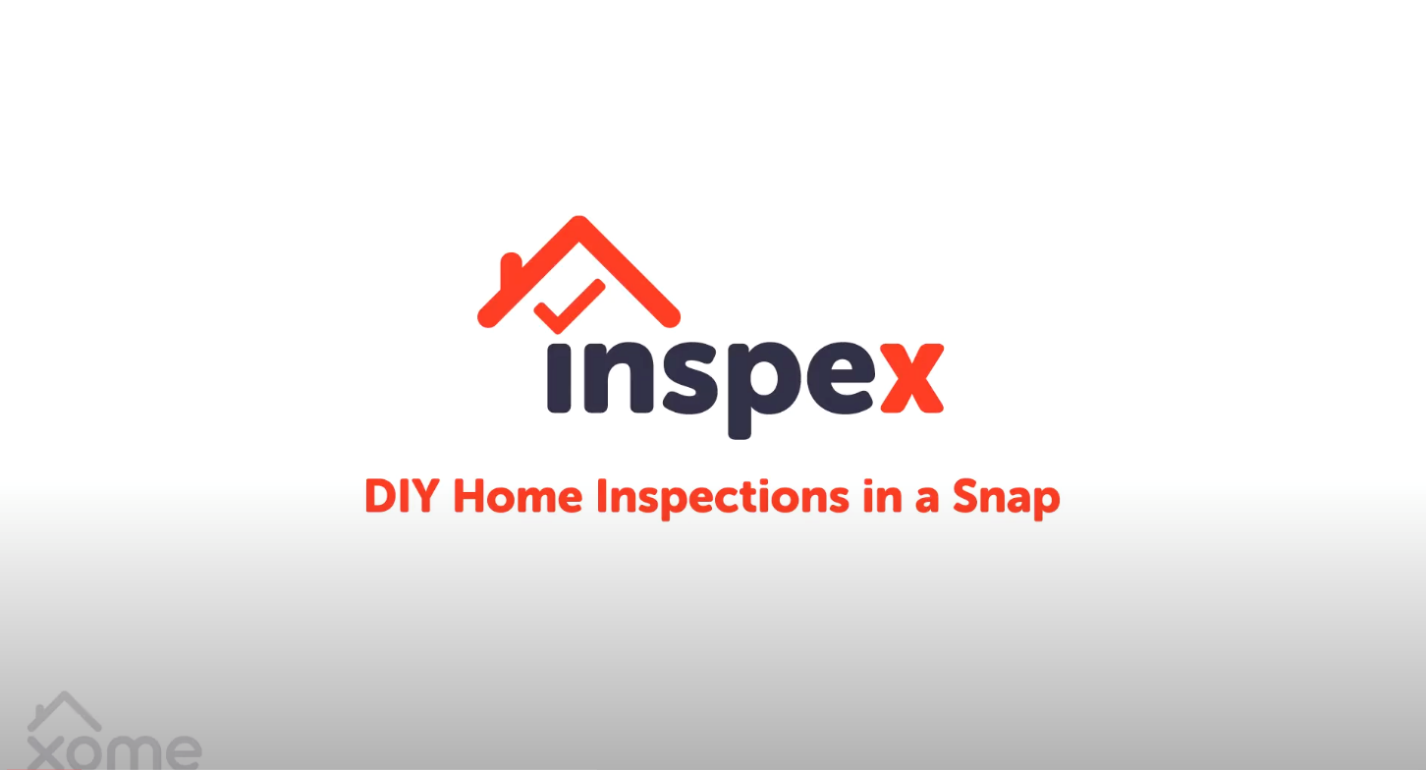 inspex
DIY Home Inspections in a Snap
xome